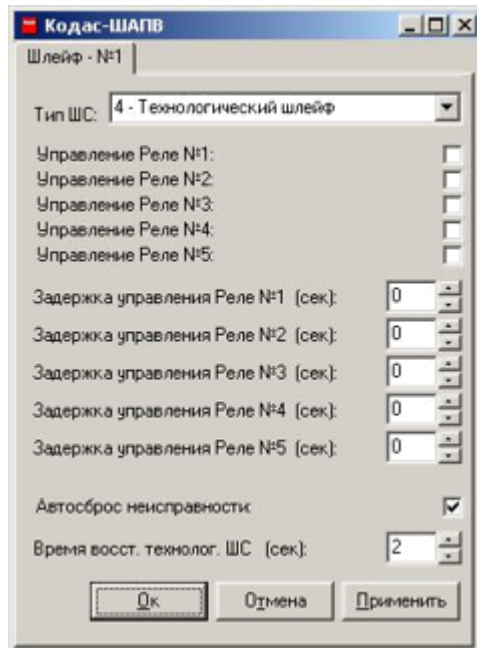 Кодас-ШАПВ
Шлейф - №1
Тип ШС: 4 - Технологический шлейф
Управление Реле №1:
Управление Реле №2:
Управление Реле №3:
Управление Реле №4:
Управление Реле №5:
Задержка управления Реле №1 (сек): 0
Задержка управления Реле №2 (сек): 0
Задержка управления Реле №3 (сек): 0
Задержка управления Реле №4 (сек): 0
Задержка управления Реле №5 (сек): 0
Автосброс неисправности:
Время восст. технолог. ШС (сек): 2
Ок Отмена Применить